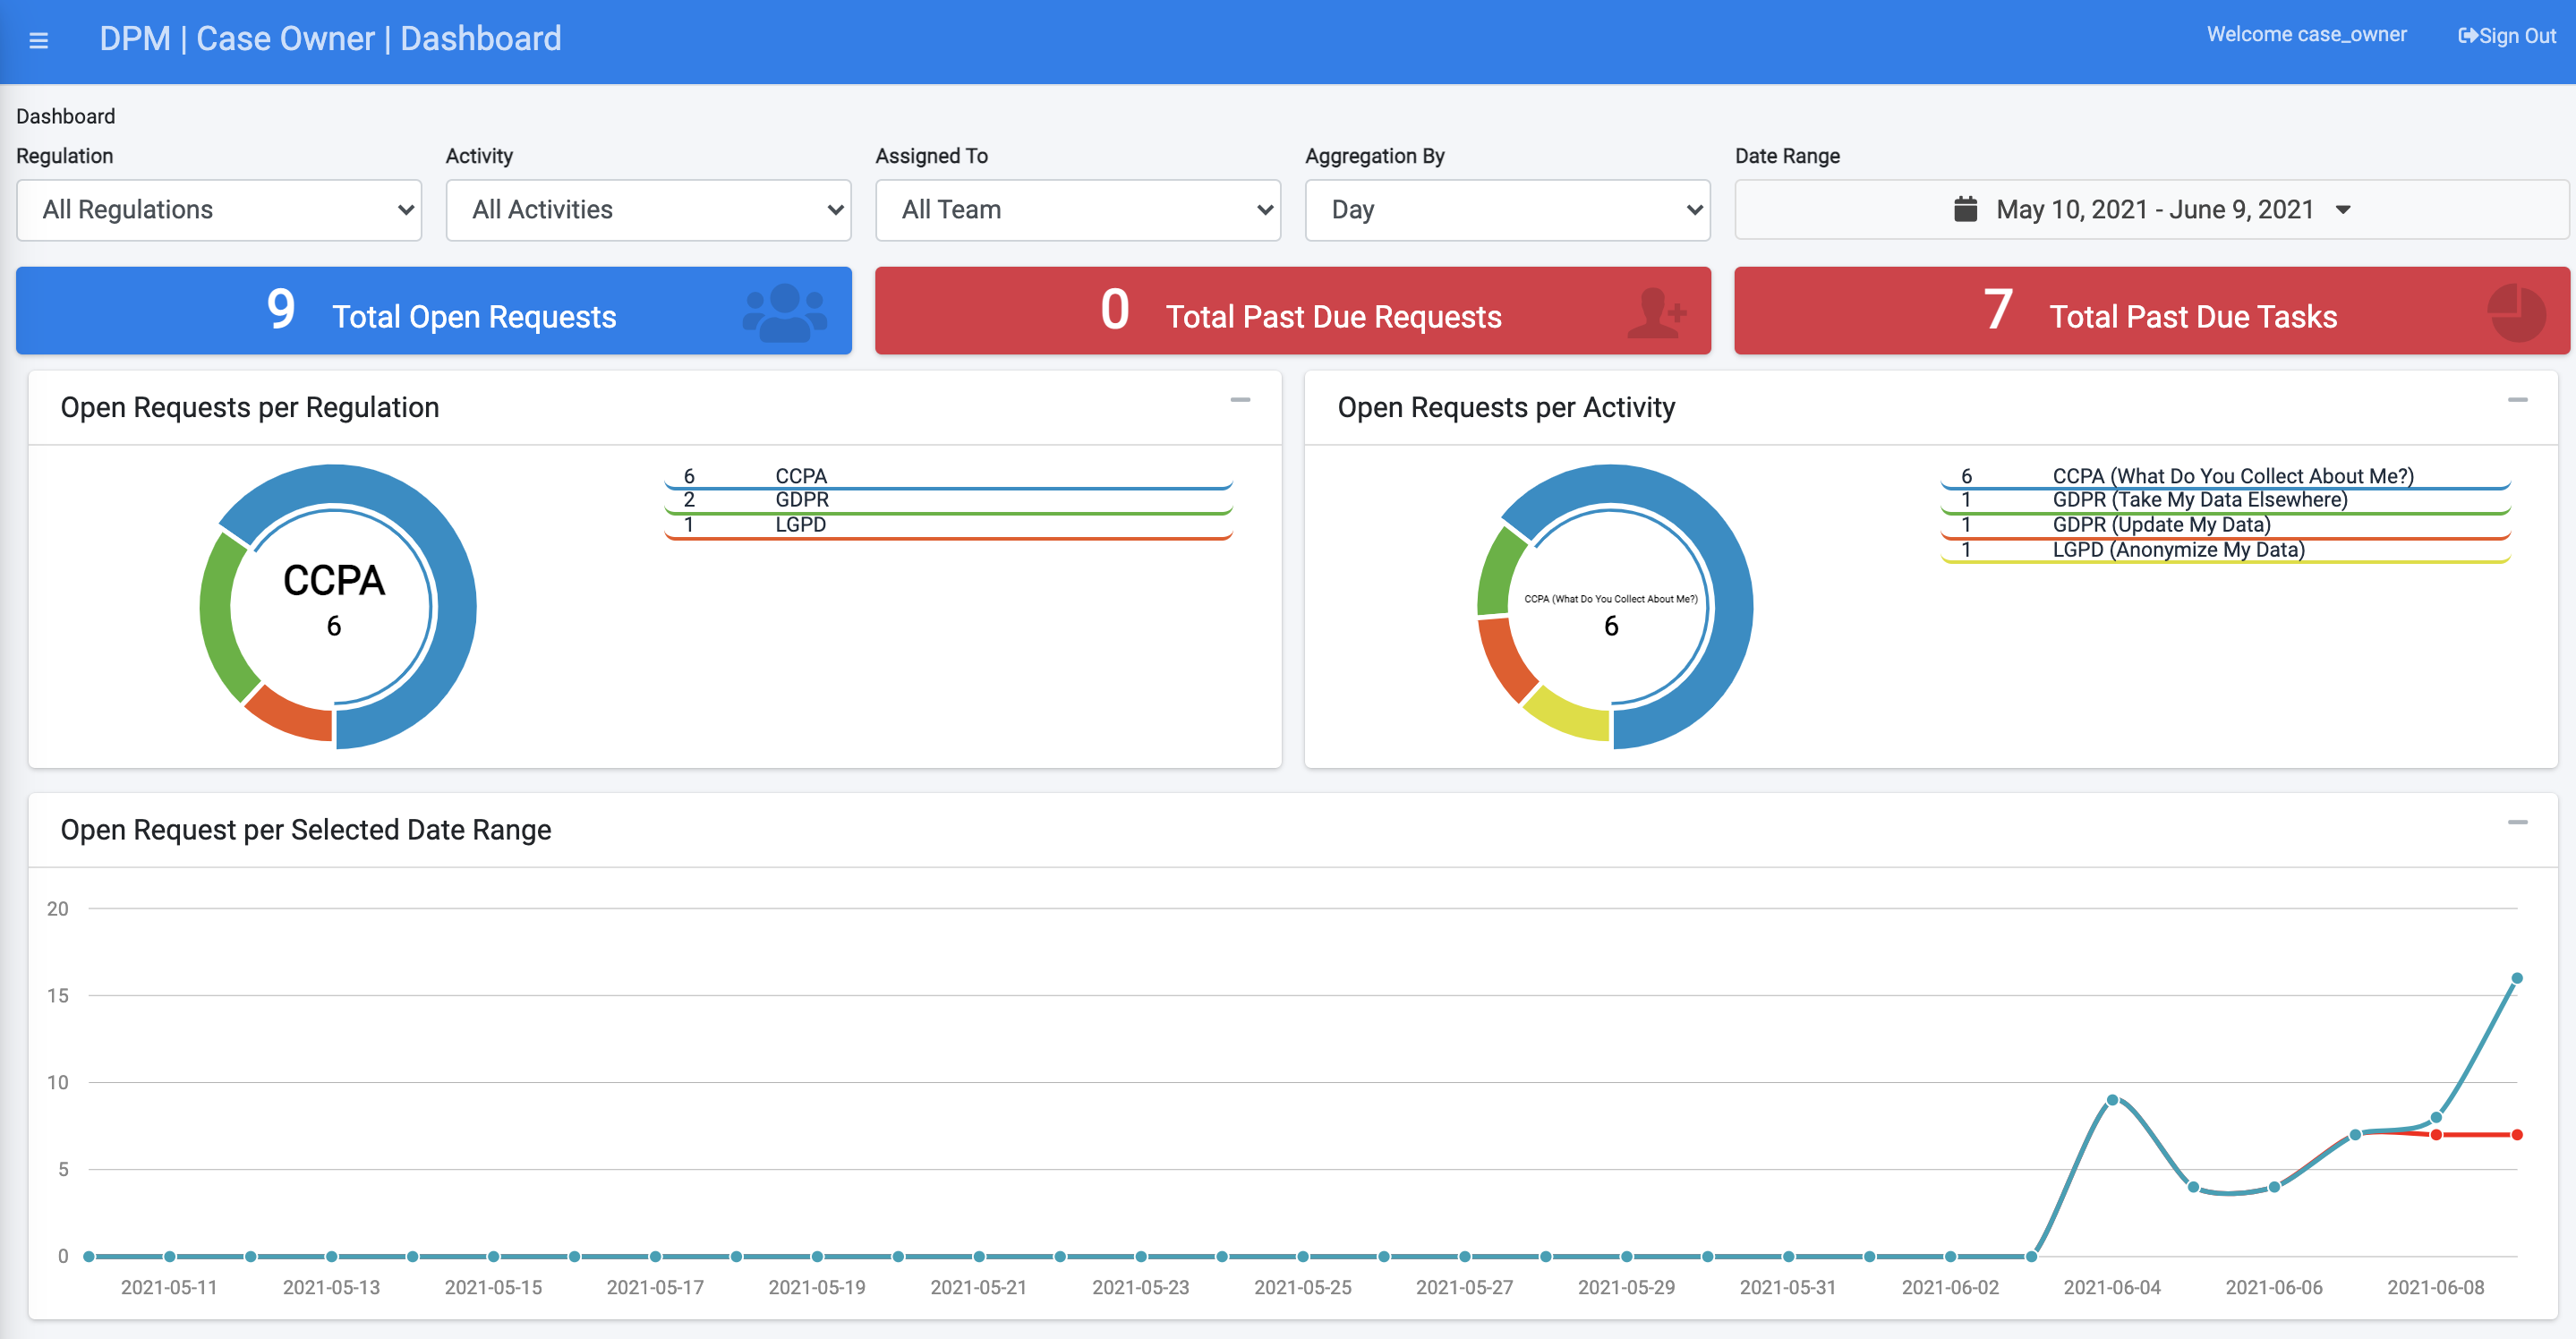 DPM | Case Owner | Dashboard
Welcome case_owner
Sign Out
Dashboard
Regulation
Activity
Assigned To
Aggregation By
Date Range
All Regulations
All Activities
All Team
Day
May 10, 2021 - June 9, 2021
9 Total Open Requests
0 Total Past Due Requests
7 Total Past Due Tasks
Open Requests per Regulation
CCPA
6
6 CCPA
2 GDPR
1 LGPD
Open Requests per Activity
CCPA (What Do You Collect About Me?)
6
6 CCPA (What Do You Collect About Me?)
1 GDPR (Take My Data Elsewhere)
1 GDPR (Update My Data)
1 LGPD (Anonymize My Data)
Open Request per Selected Date Range
20
15
10
5
0
2021-05-11 2021-05-13 2021-05-15 2021-05-17 2021-05-19 2021-05-21 2021-05-23 2021-05-25 2021-05-27 2021-05-29 2021-05-31 2021-06-02 2021-06-04 2021-06-06 2021-06-08